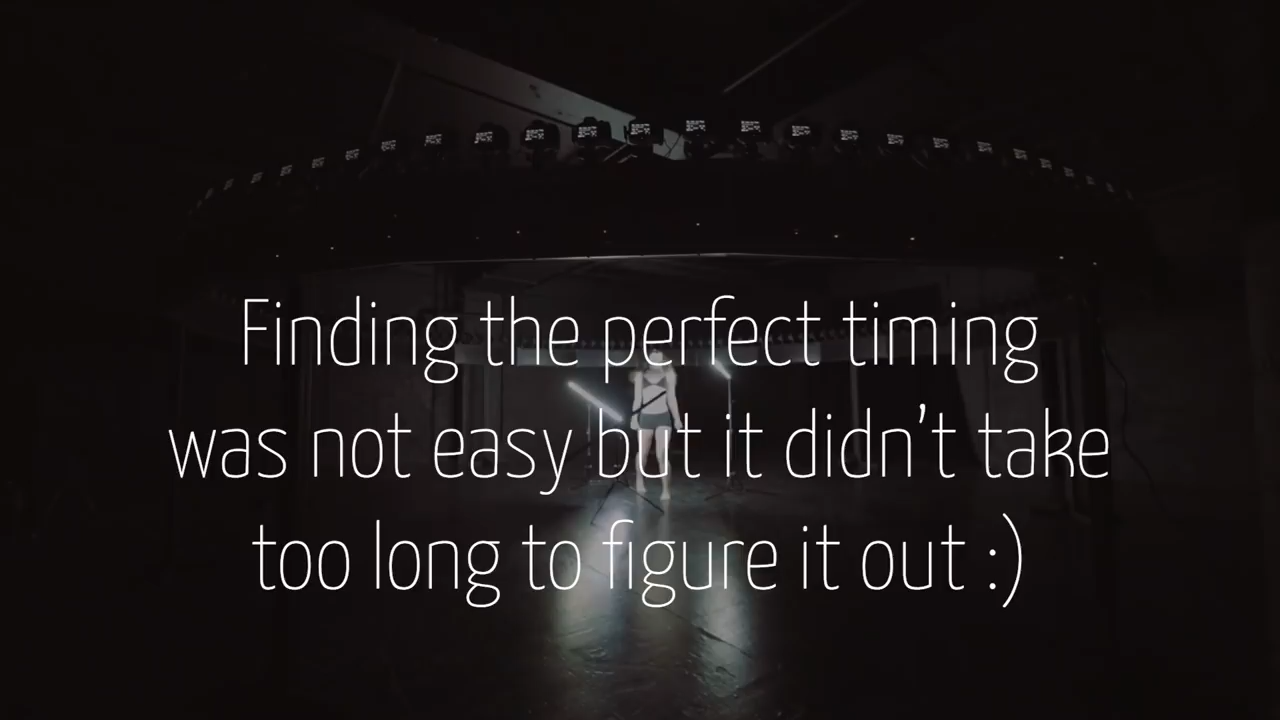 Finding the perfect timing
was not easy but it didn't take
too long to figure it out :)